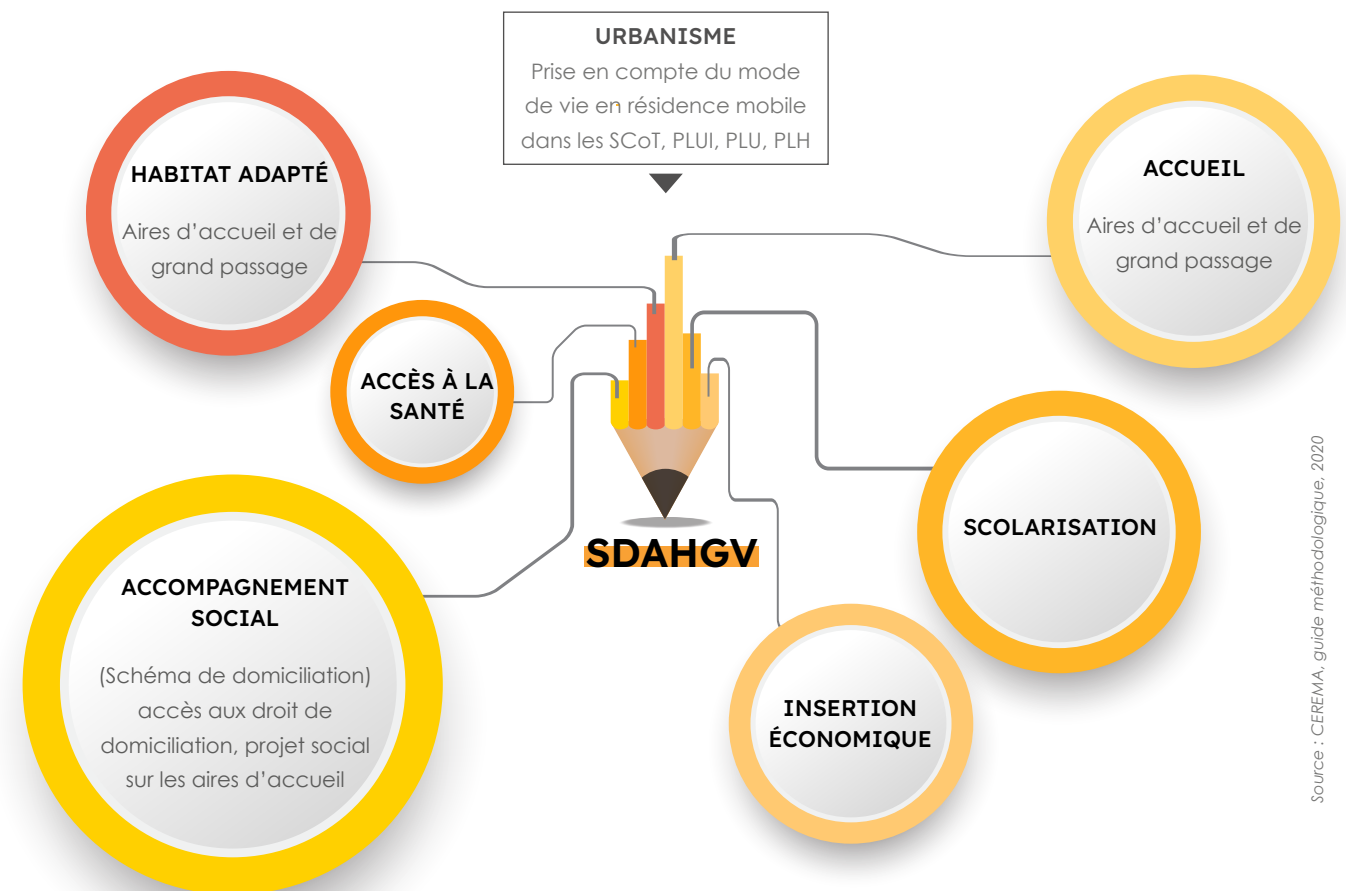 URBANISME
Prise en compte du mode
de vie en résidence mobile
dans les SCoT, PLUI, PLU, PLH
HABITAT ADAPTÉ
Aires d'accueil et de
grand passage
ACCUEIL
Aires d'accueil et de
grand passage
ACCÈS À LA
SANTÉ
SCOLARISATION
SDAHGV
ACCOMPAGNEMENT
SOCIAL
(Schéma de domiciliation)
accès aux droit de
domiciliation, projet social
sur les aires d'accueil
INSERTION
ÉCONOMIQUE
Source : CEREMA, guide méthodologique, 2020